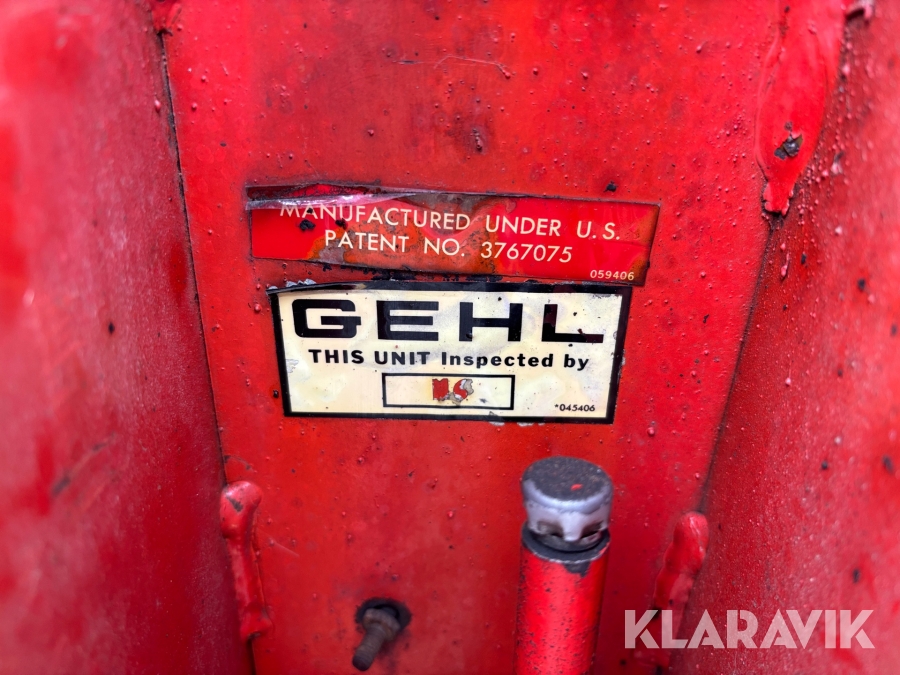 MANUFACTURED UNDER U.S.
PATENT NO. 3767075
059406
GEHL
THIS UNIT Inspected by
*045406
KLARAVIK